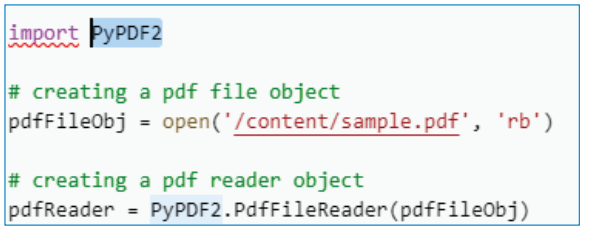 import PyPDF2
# creating a pdf file object
pdfFileObj = open('/content/sample.pdf', 'rb')
# creating a pdf reader object
pdfReader = PyPDF2.PdfFileReader(pdfFileObj)